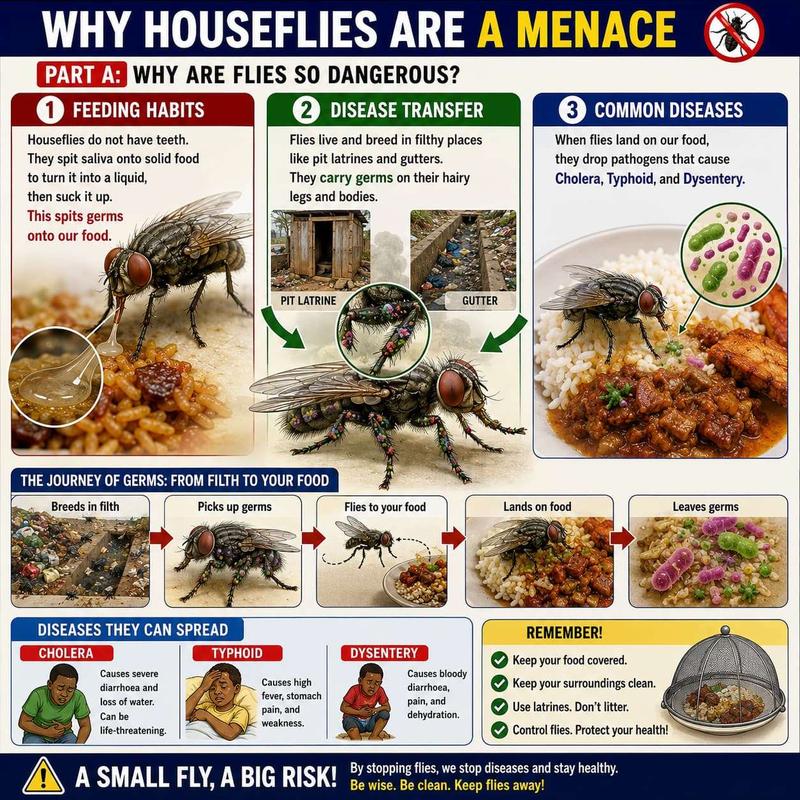 WHY HOUSEFLIES ARE A MENACE
PART A: WHY ARE FLIES SO DANGEROUS?
1 FEEDING HABITS
Houseflies do not have teeth.
They spit saliva onto solid food
to turn it into a liquid,
then suck it up.
This spits germs
onto our food.
2 DISEASE TRANSFER
Flies live and breed in filthy places
like pit latrines and gutters.
They carry germs on their hairy
legs and bodies.
PIT LATRINE
GUTTER
3 COMMON DISEASES
When flies land on our food,
they drop pathogens that cause
Cholera, Typhoid, and Dysentery.
THE JOURNEY OF GERMS: FROM FILTH TO YOUR FOOD
Breeds in filth
Picks up germs
Flies to your food
Lands on food
Leaves germs
DISEASES THEY CAN SPREAD
CHOLERA
Causes severe
diarrhoea and
loss of water.
Can be
life-threatening.
TYPHOID
Causes high
fever, stomach
pain, and
weakness.
DYSENTERY
Causes bloody
diarrhoea,
pain, and
dehydration.
REMEMBER!
Keep your food covered.
Keep your surroundings clean.
Use latrines. Don't litter.
Control flies. Protect your health!
A SMALL FLY, A BIG RISK!
By stopping flies, we stop diseases and stay healthy.
Be wise. Be clean. Keep flies away!